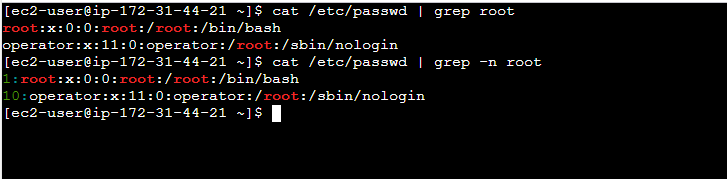 [ec2-user@ip-172-31-44-21 ~]$ cat /etc/passwd | grep root
root:x:0:0:root:/root:/bin/bash
operator:x:11:0:operator:/root:/sbin/nologin
[ec2-user@ip-172-31-44-21 ~]$ cat /etc/passwd | grep -n root
1:root:x:0:0:root:/root:/bin/bash
10:operator:x:11:0:operator:/root:/sbin/nologin
[ec2-user@ip-172-31-44-21 ~]$